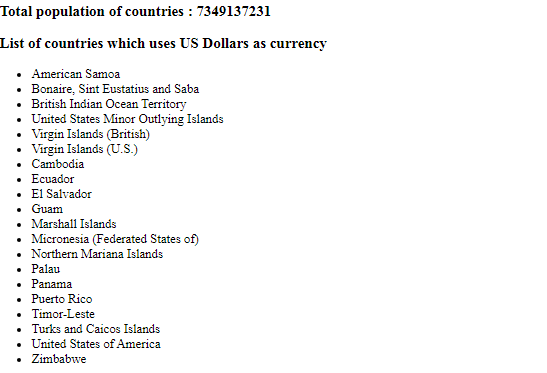 Total population of countries : 7349137231
List of countries which uses US Dollars as currency
American Samoa
Bonaire, Sint Eustatius and Saba
British Indian Ocean Territory
United States Minor Outlying Islands
Virgin Islands (British)
Virgin Islands (U.S.)
Cambodia
Ecuador
El Salvador
Guam
Marshall Islands
Micronesia (Federated States of)
Northern Mariana Islands
Palau
Panama
Puerto Rico
Timor-Leste
Turks and Caicos Islands
United States of America
Zimbabwe